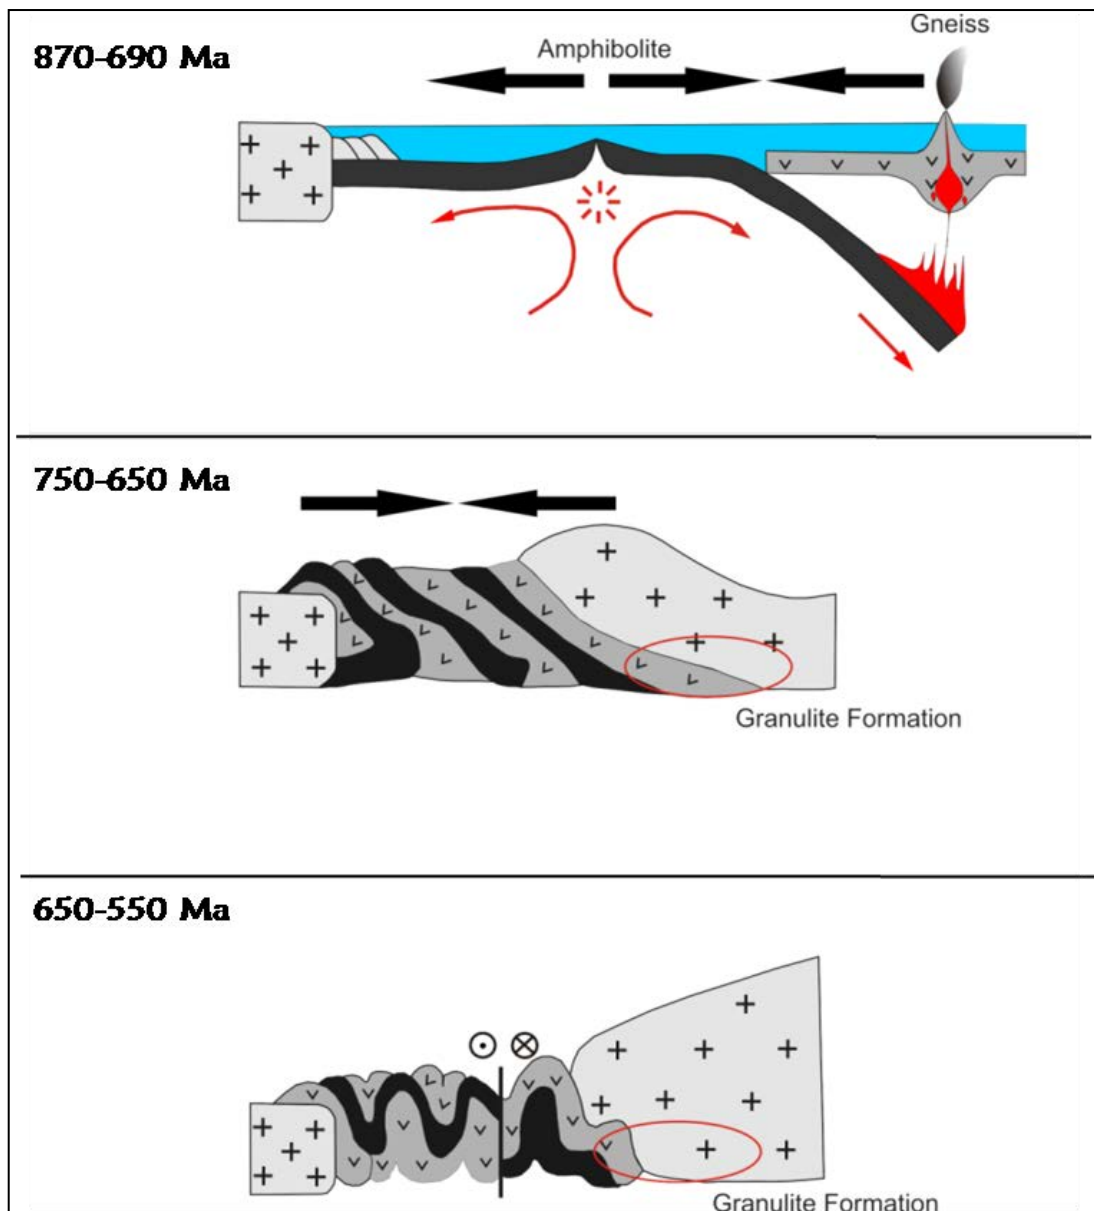 Gneiss
870-690 Ma
Amphibolite
750-650 Ma
Granulite Formation
650-550 Ma
Granulite Formation